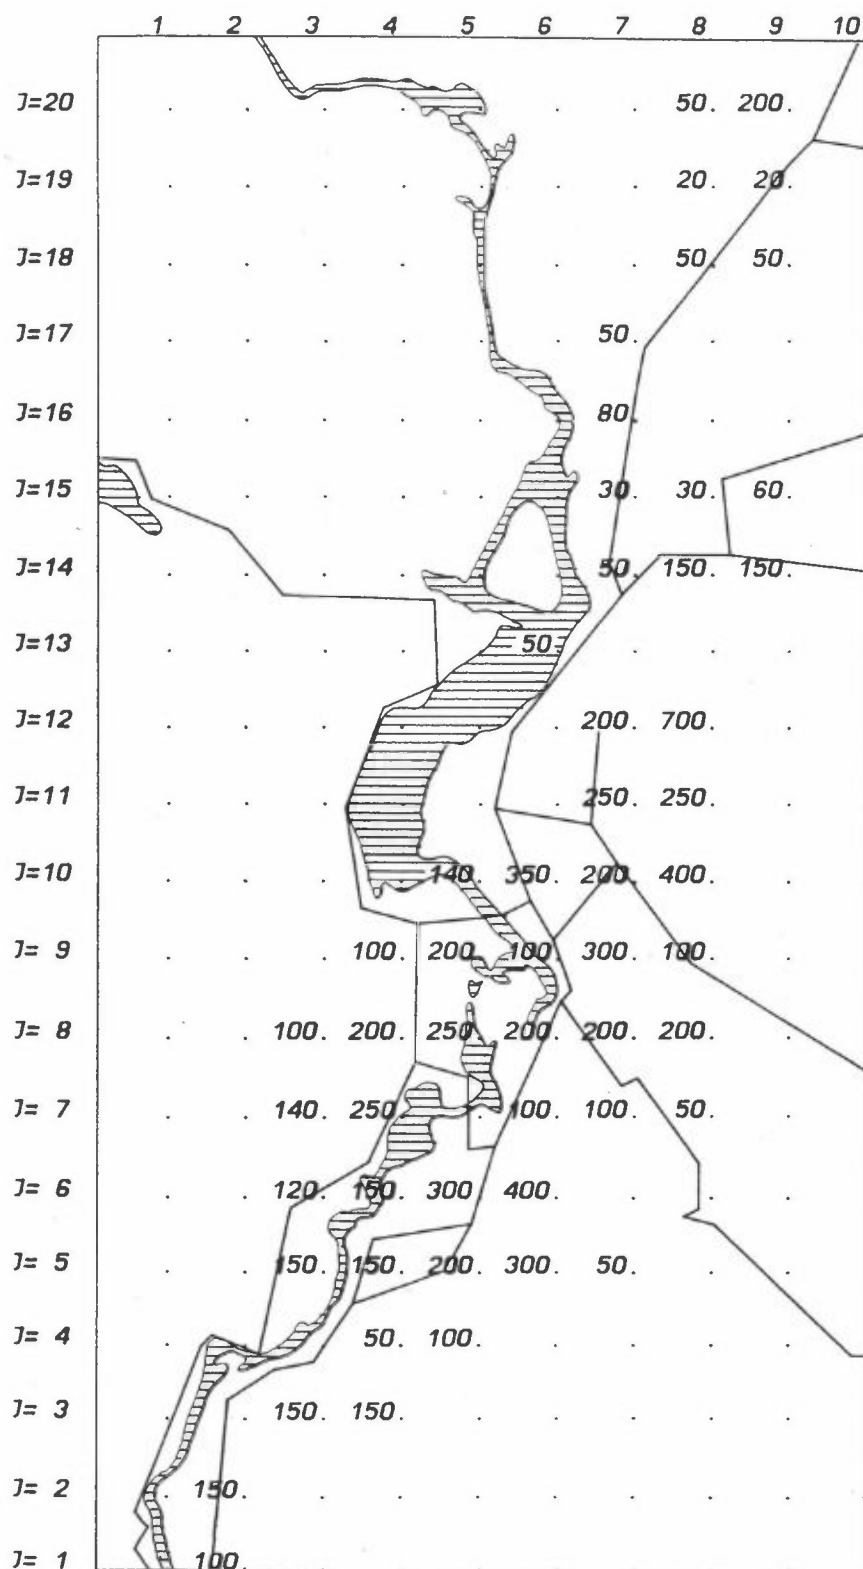 1 2 3 4 5 6 7 8 9 10
J=20 50. 200.
J=19 20. 20.
J=18 50. 50.
J=17 50.
J=16 80.
J=15 30. 30. 60.
J=14 50. 150. 150.
J=13 50.
J=12 200. 700.
J=11 250. 250.
J=10 140. 350. 200. 400.
J= 9 100. 200. 100. 300. 100.
J= 8 100. 200. 250. 200. 200. 200.
J= 7 140. 250. 100. 100. 50.
J= 6 120. 150. 300. 400.
J= 5 150. 150. 200. 300. 50.
J= 4 50. 100.
J= 3 150. 150.
J= 2 150.
J= 1 100.